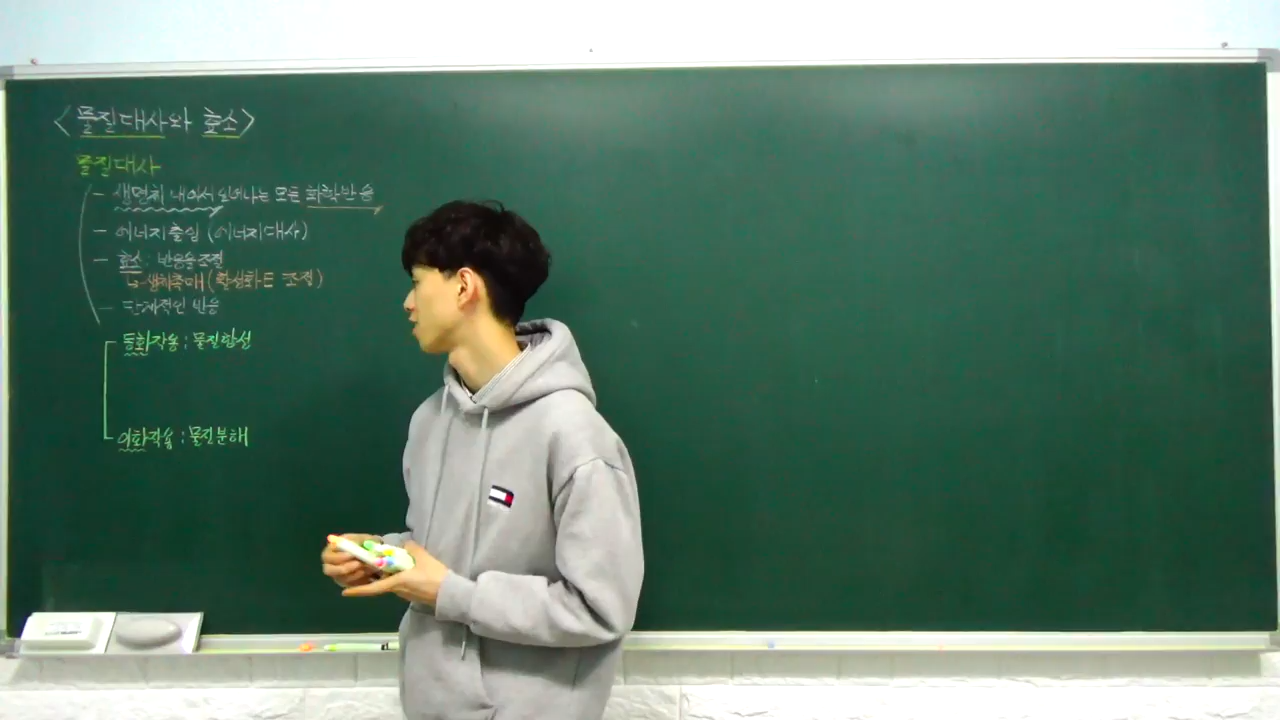 <물질대사와 효소>
물질대사
- 생명체 내에서 일어나는 모든 화학반응
- 에너지출입 (에너지대사)
- 효소 : 반응을조절
↳생체촉매(활성화E 조절)
- 단계적인 반응
동화작용 : 물질합성
이화작용 : 물질분해